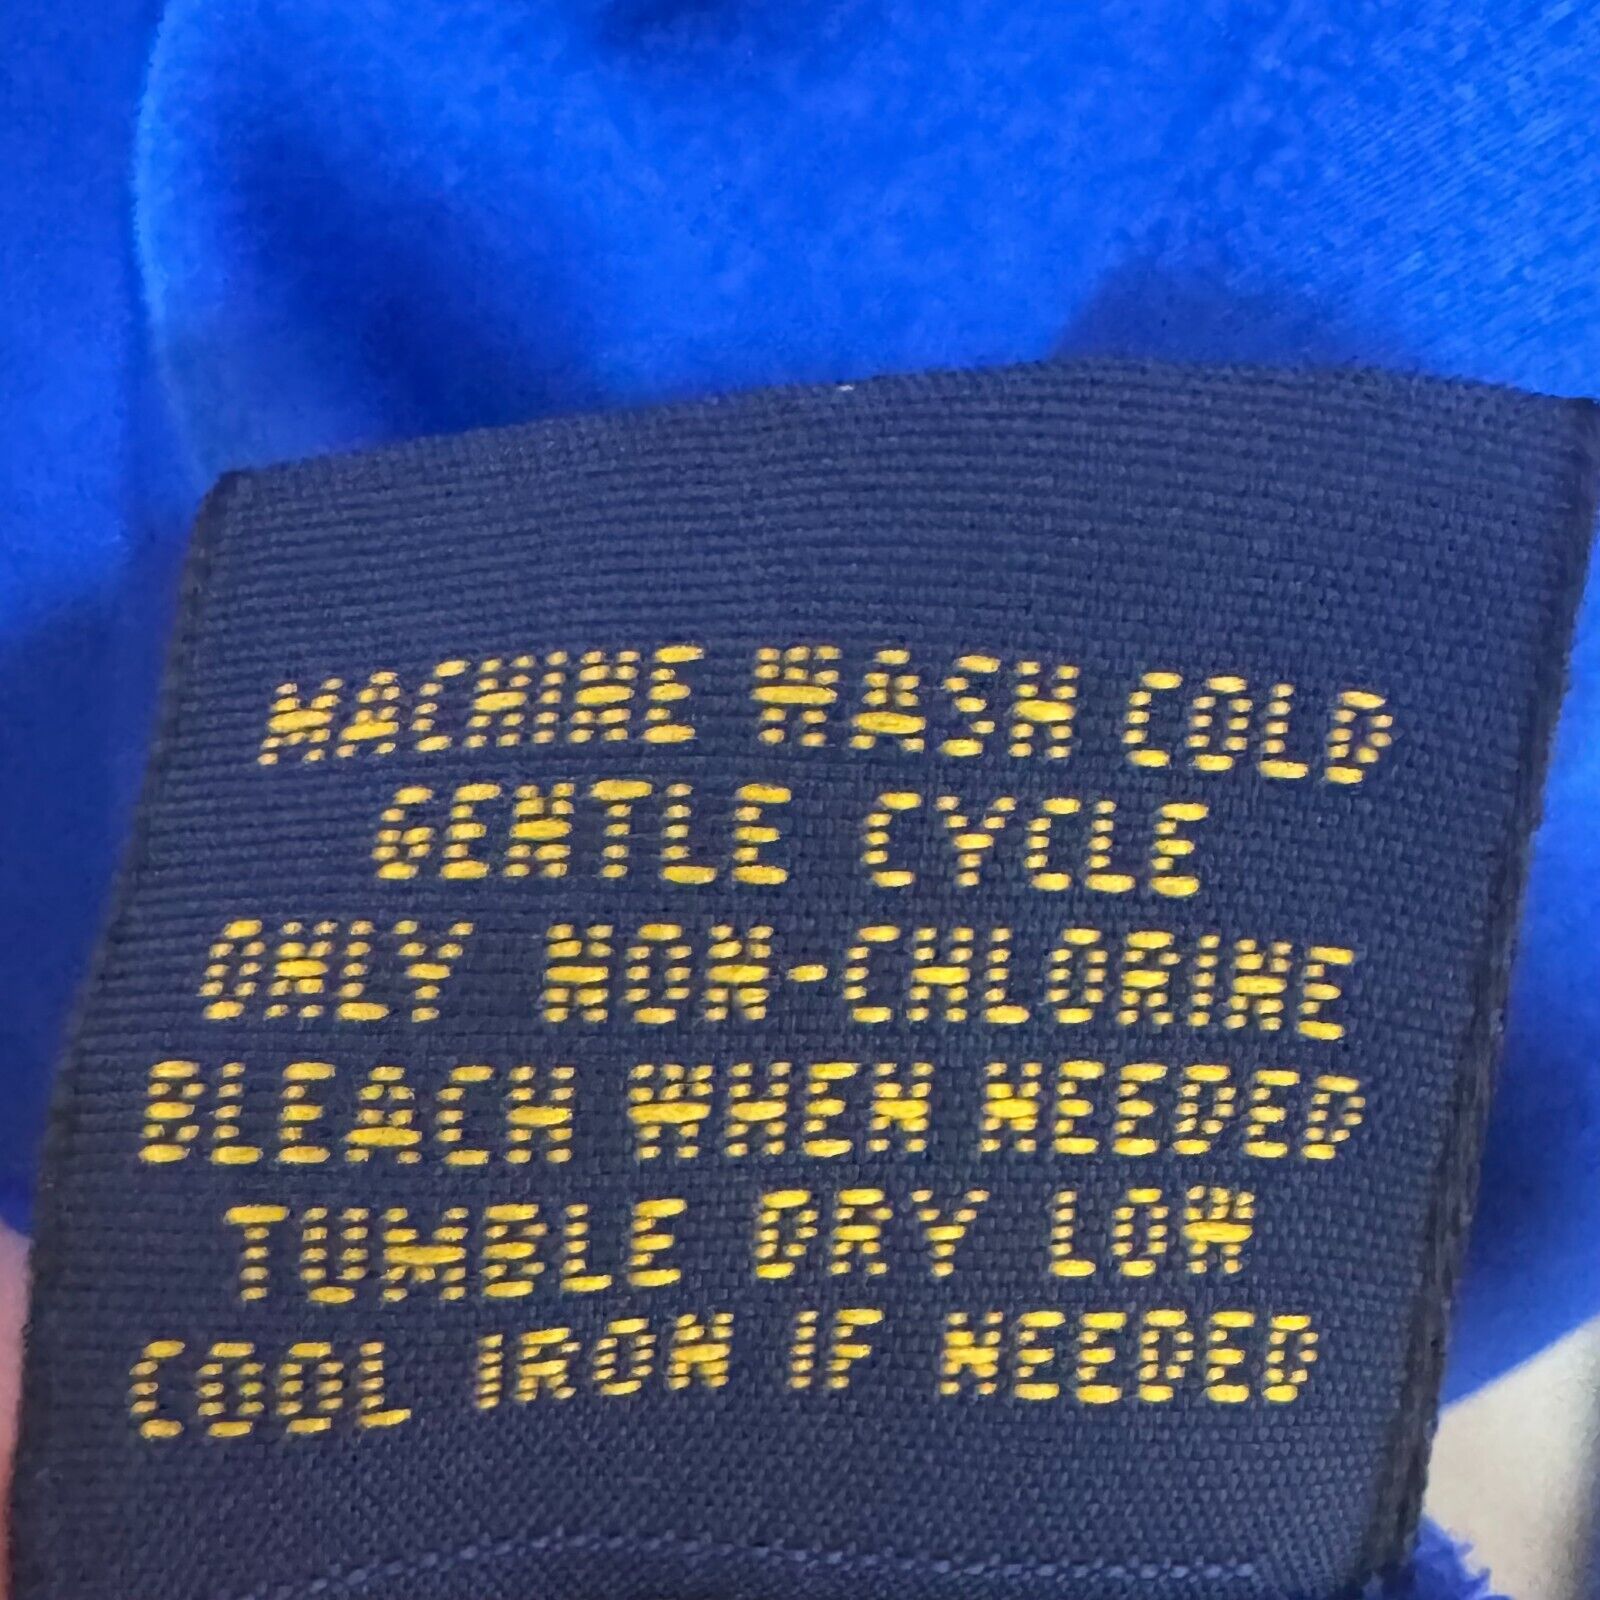 MACHINE WASH COLD
GENTLE CYCLE
ONLY NON-CHLORINE
BLEACH WHEN NEEDED
TUMBLE DRY LOW
COOL IRON IF NEEDED